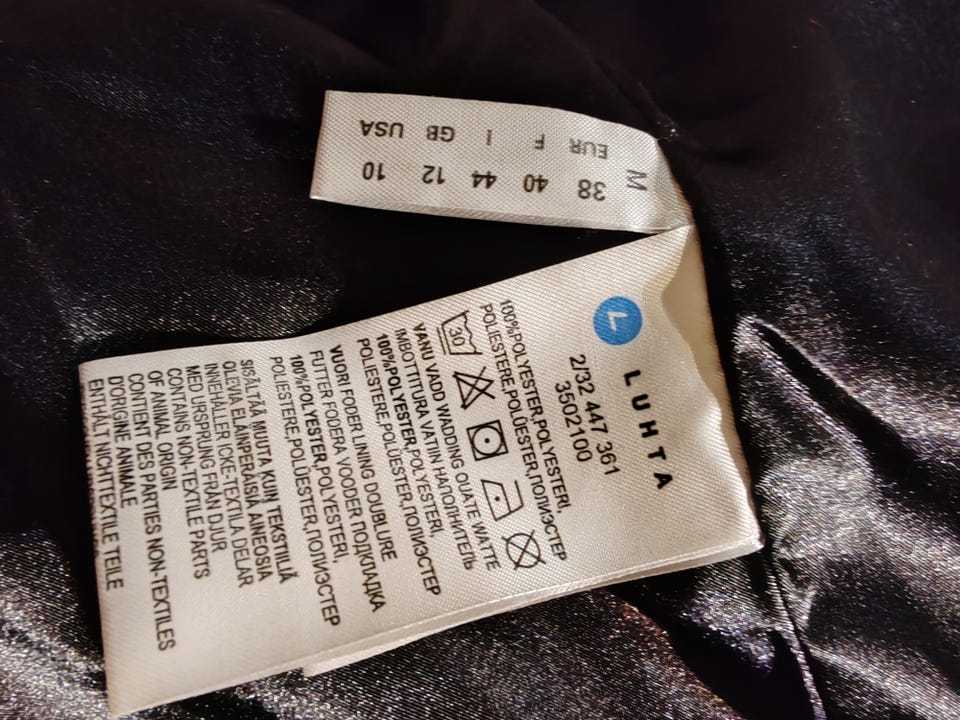 M
38 40 44 12 10
EUR F I GB USA
L
LUHTA
2/32 447 361
3502100
100%POLYESTER,POLYESTERI,
POLIESTERE,POLÜESTER,ПОЛИЭСТЕР
30
VANU VADD WADDING OUATE WATTE
IMBOTTITURA VATIIN НАПОЛНИТЕЛЬ
100%POLYESTER,POLYESTERI,
POLIESTERE,POLÜESTER,ПОЛИЭСТЕР
VUORI FODER LINING DOUBLURE
FUTTER FODERA VOODER ПОДКЛАДКА
100%POLYESTER,POLYESTERI,
POLIESTERE,POLÜESTER,ПОЛИЭСТЕР
SISÄLTÄÄ MUUTA KUIN TEKSTIILIÄ
OLEVIA ELÄINPERÄISIÄ AINEOSIA
INNEHÅLLER ICKE-TEXTILA DELAR
MED URSPRUNG FRÅN DJUR
CONTAINS NON-TEXTILE PARTS
OF ANIMAL ORIGIN
CONTIENT DES PARTIES NON-TEXTILES
D'ORIGINE ANIMALE
ENTHÄLT NICHTTEXTILE TEILE